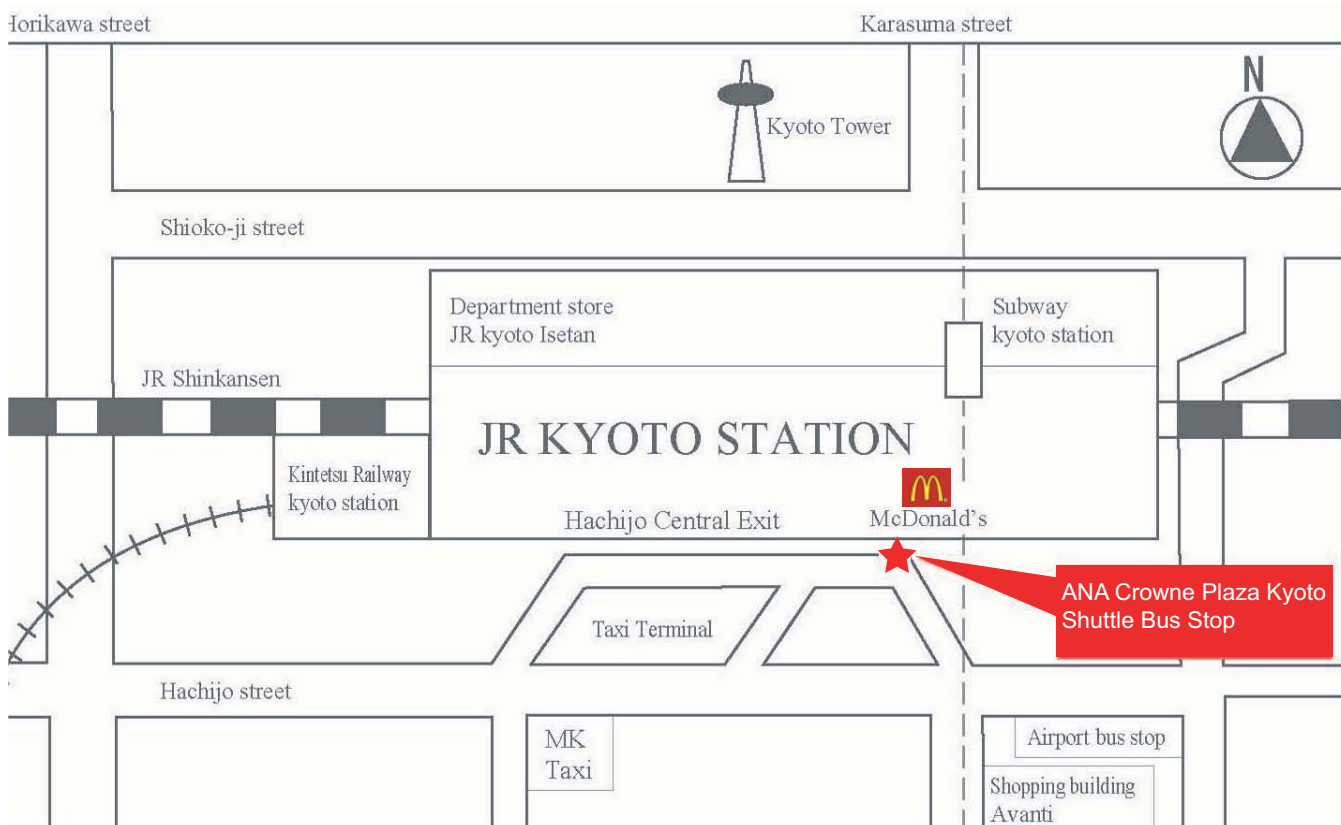 Horikawa street
Karasuma street
N
Kyoto Tower
Shioko-ji street
Department store
JR kyoto Isetan
Subway
kyoto station
JR Shinkansen
JR KYOTO STATION
Kintetsu Railway
kyoto station
Hachijo Central Exit
McDonald's
ANA Crowne Plaza Kyoto
Shuttle Bus Stop
Taxi Terminal
Hachijo street
MK
Taxi
Airport bus stop
Shopping building
Avanti